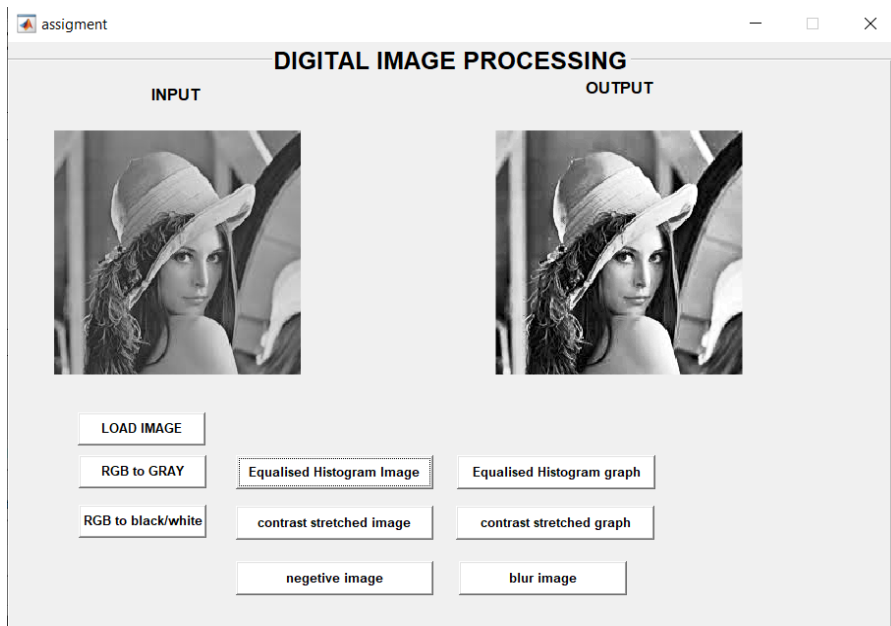 assigment
DIGITAL IMAGE PROCESSING
INPUT
OUTPUT
LOAD IMAGE
RGB to GRAY
Equalised Histogram Image
Equalised Histogram graph
RGB to black/white
contrast stretched image
contrast stretched graph
negetive image
blur image